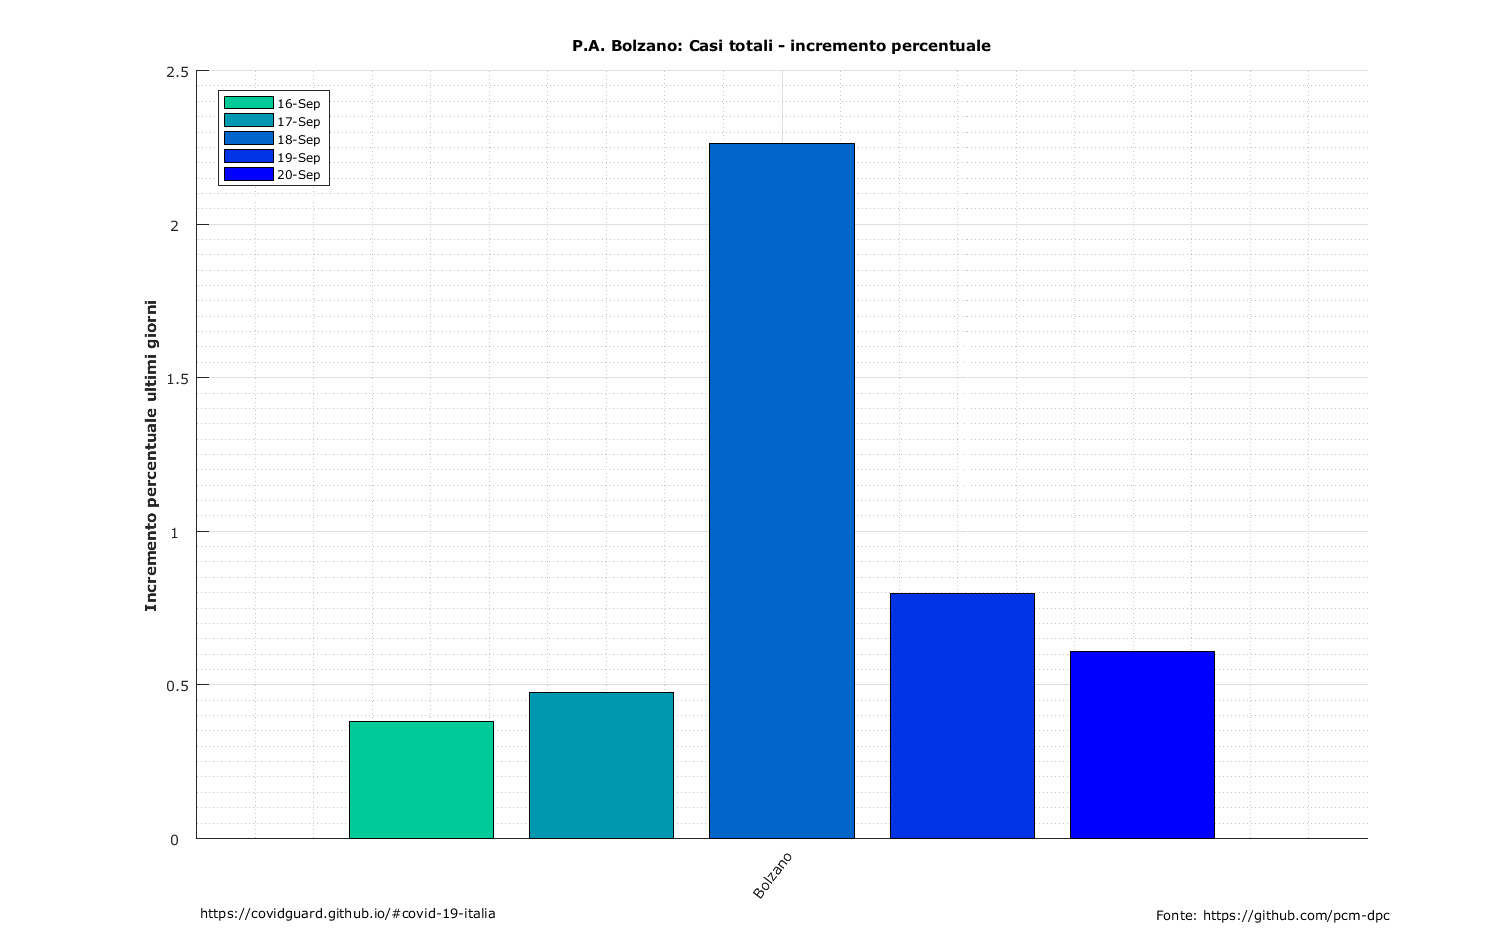 P.A. Bolzano: Casi totali - incremento percentuale
2.5
2
1.5
1
0.5
0
Incremento percentuale ultimi giorni
16-Sep
17-Sep
18-Sep
19-Sep
20-Sep
Bolzano
https://covidguard.github.io/#covid-19-italia
Fonte: https://github.com/pcm-dpc